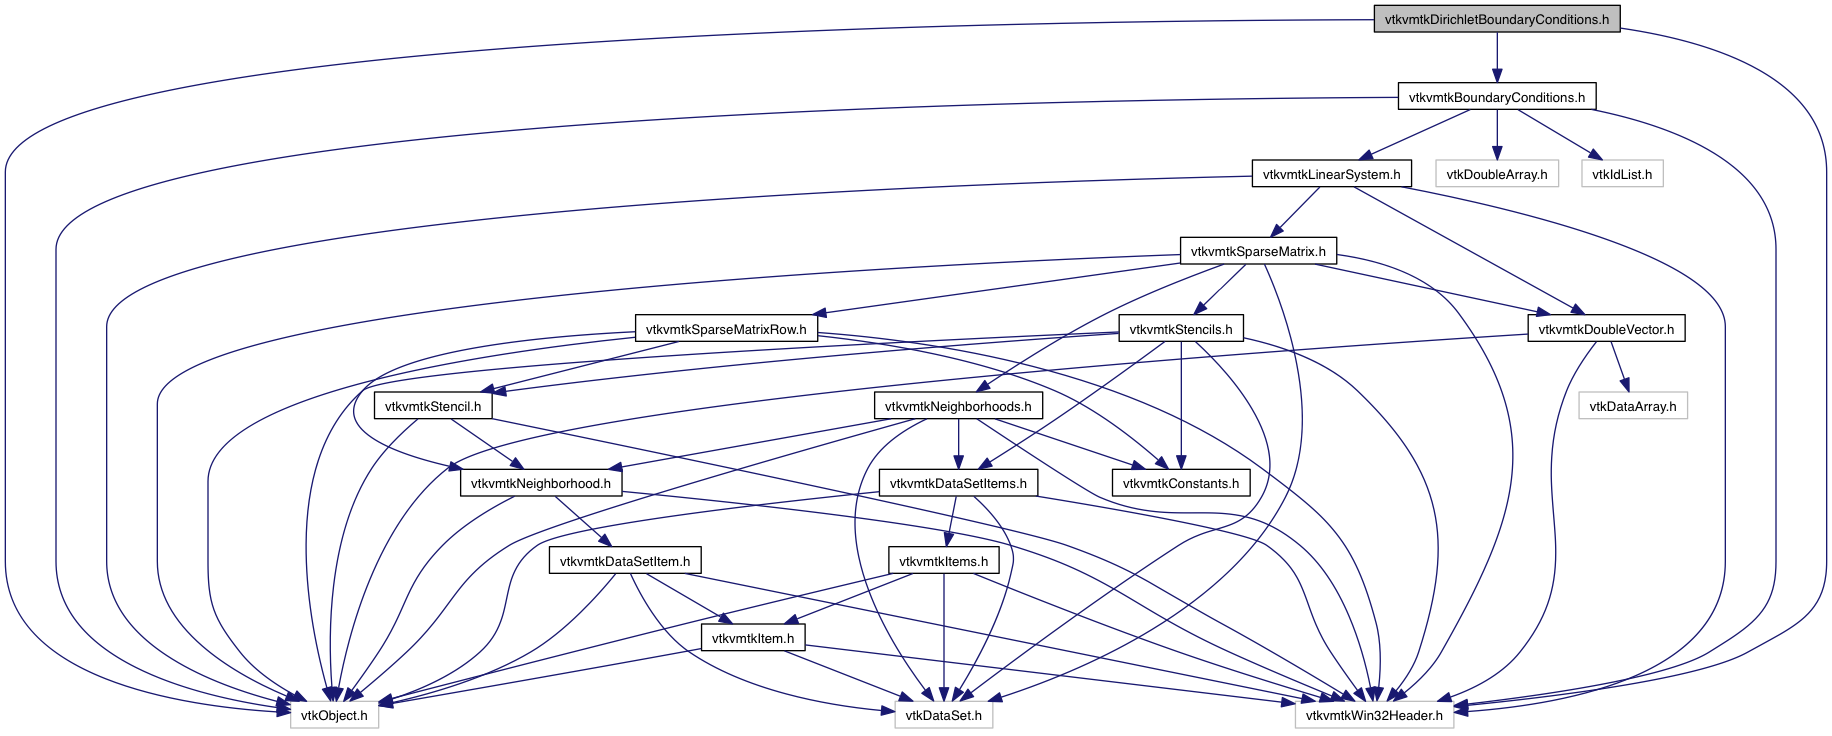 vtkvmtkDirichletBoundaryConditions.h
vtkvmtkBoundaryConditions.h
vtkvmtkLinearSystem.h
vtkDoubleArray.h
vtkIdList.h
vtkvmtkSparseMatrix.h
vtkvmtkSparseMatrixRow.h
vtkvmtkStencils.h
vtkvmtkDoubleVector.h
vtkvmtkStencil.h
vtkvmtkNeighborhoods.h
vtkDataArray.h
vtkvmtkNeighborhood.h
vtkvmtkDataSetItems.h
vtkvmtkConstants.h
vtkvmtkDataSetItem.h
vtkvmtkItems.h
vtkvmtkItem.h
vtkObject.h
vtkDataSet.h
vtkvmtkWin32Header.h